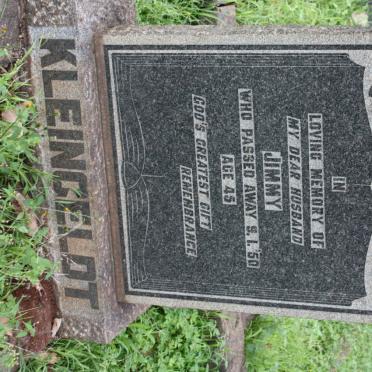 IN
LOVING MEMORY OF
MY DEAR HUSBAND
JIMMY
WHO PASSED AWAY 9.1.50
AGE 45
GOD'S GREATEST GIFT
REMEMBRANCE
KLEINGELDT